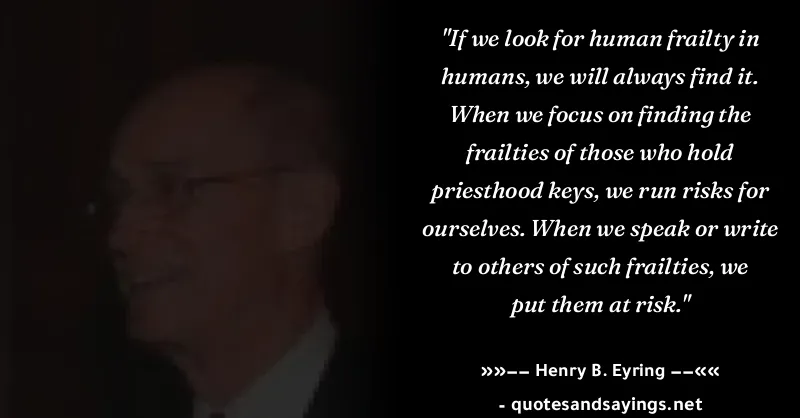 "If we look for human frailty in
humans, we will always find it.
When we focus on finding the
frailties of those who hold
priesthood keys, we run risks for
ourselves. When we speak or write
to others of such frailties, we
put them at risk."
»»−− Henry B. Eyring −−««
- quotesandsayings.net